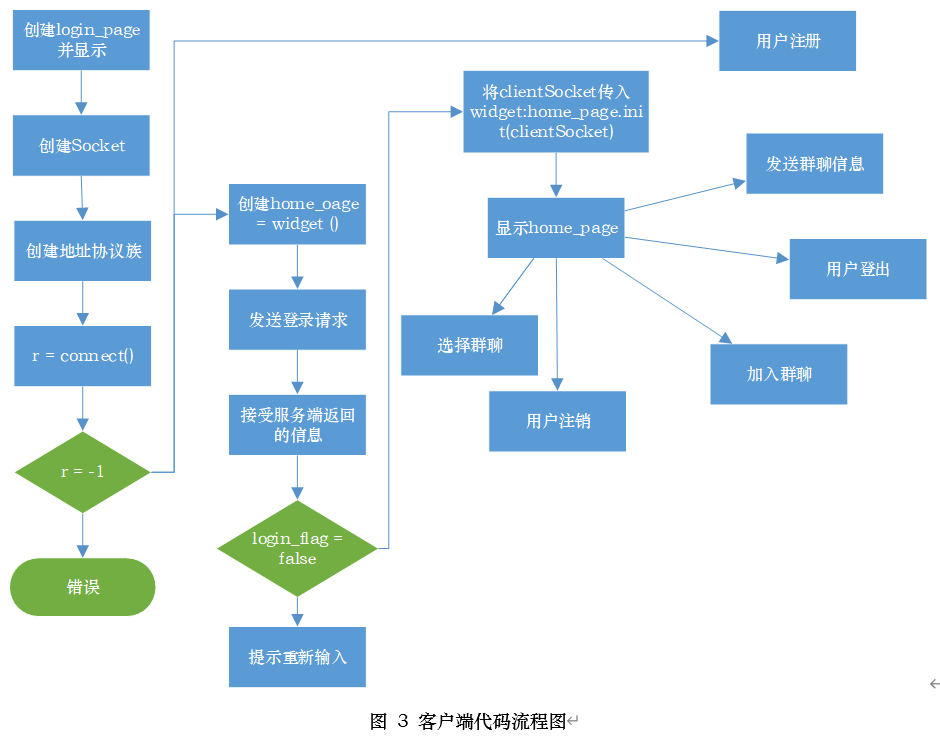 创建login_page
并显示
创建Socket
创建地址协议族
r = connect()
r = -1
错误
用户注册
创建home_oage
= widget ()
发送登录请求
接受服务端返回
的信息
login_flag =
false
提示重新输入
将clientSocket传入
widget:home_page.ini
t(clientSocket)
显示home_page
发送群聊信息
用户登出
加入群聊
用户注销
选择群聊
图 3 客户端代码流程图